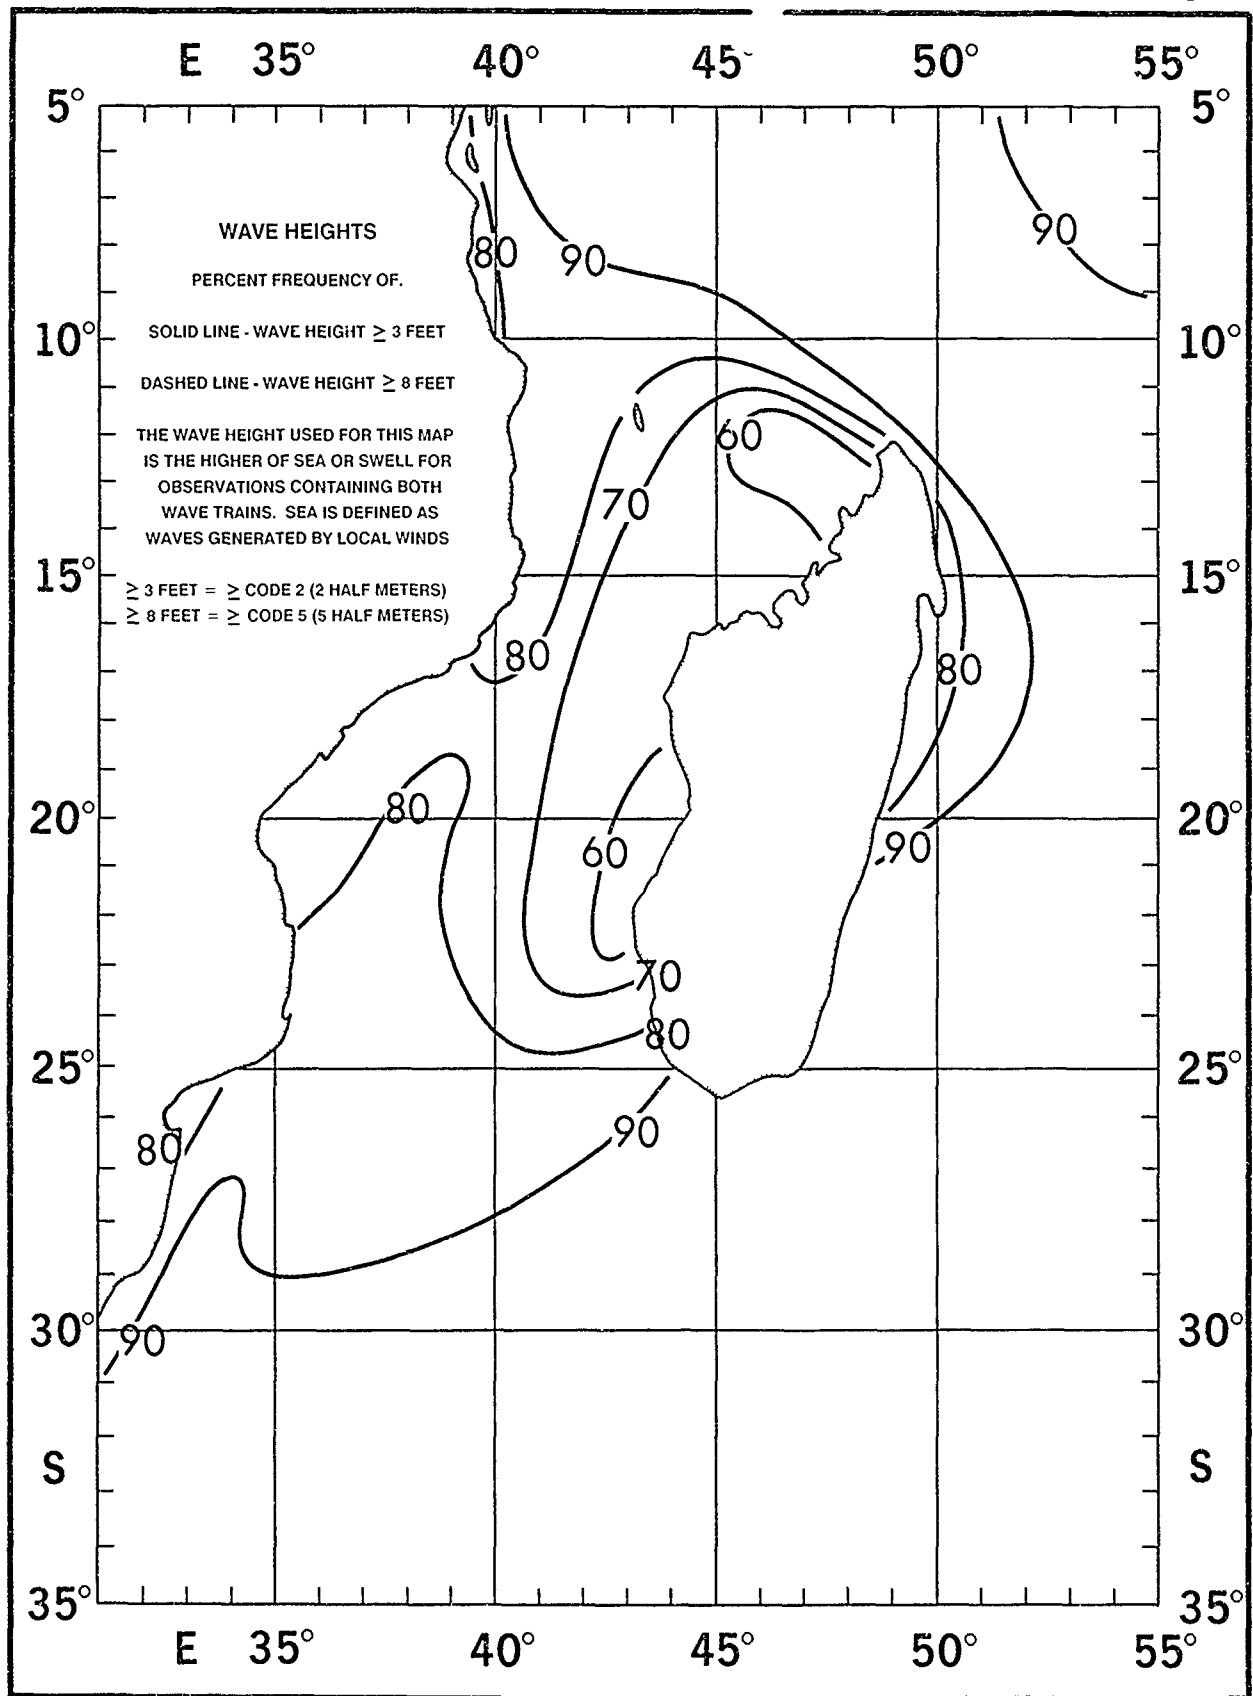 E 35° 40° 45° 50° 55°
5° 5°
90
WAVE HEIGHTS
80 90
PERCENT FREQUENCY OF.
SOLID LINE - WAVE HEIGHT ≥ 3 FEET
10° 10°
DASHED LINE - WAVE HEIGHT ≥ 8 FEET
THE WAVE HEIGHT USED FOR THIS MAP
60
IS THE HIGHER OF SEA OR SWELL FOR
OBSERVATIONS CONTAINING BOTH
70
WAVE TRAINS. SEA IS DEFINED AS
WAVES GENERATED BY LOCAL WINDS
15° 15°
≥ 3 FEET = ≥ CODE 2 (2 HALF METERS)
≥ 8 FEET = ≥ CODE 5 (5 HALF METERS)
80 80
80
20° 20°
60 90
70
80
25° 25°
80 90
30° 90 30°
S S
35° 35°
E 35° 40° 45° 50° 55°